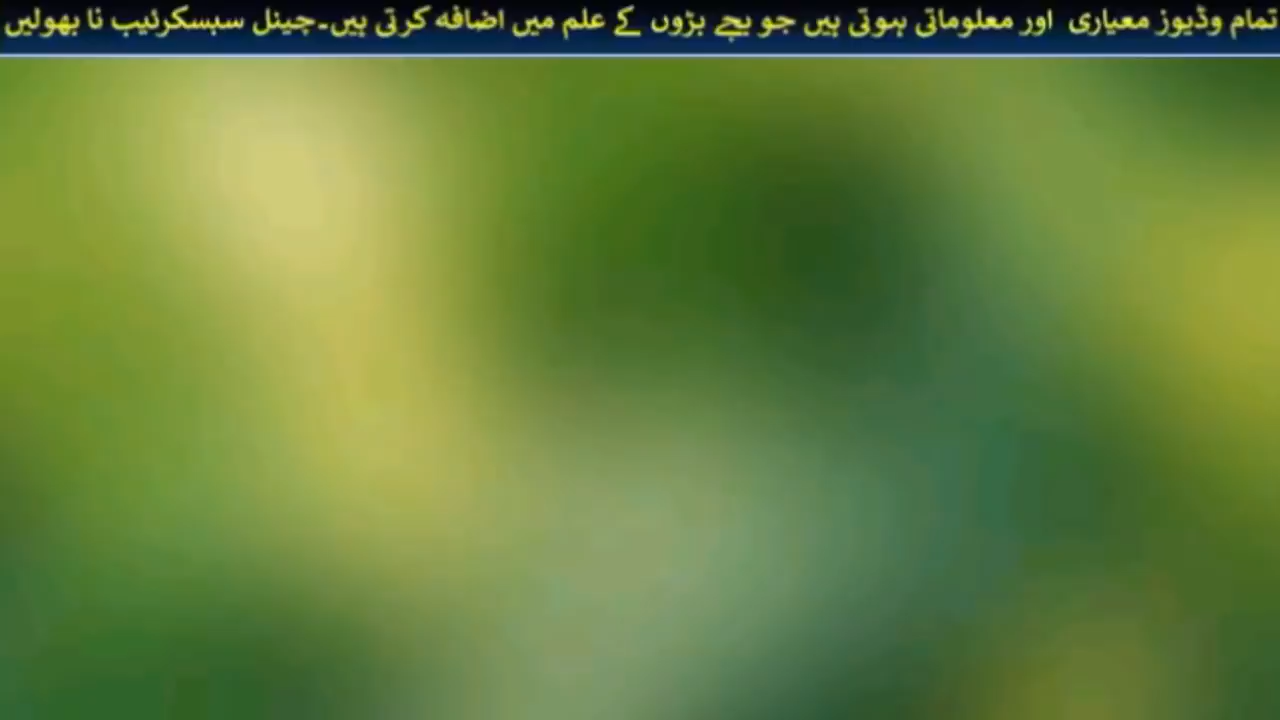 تمام وڈیوز معیاری اور معلوماتی ہوتی ہیں جو بچے بڑوں کے علم میں اضافہ کرتی ہیں۔چینل سبسکرئیب نا بھولیں